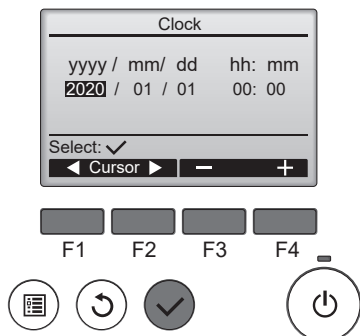 Clock
yyyy / mm/ dd hh: mm
2020 / 01 / 01 00: 00
Select:
Cursor − +
F1 F2 F3 F4